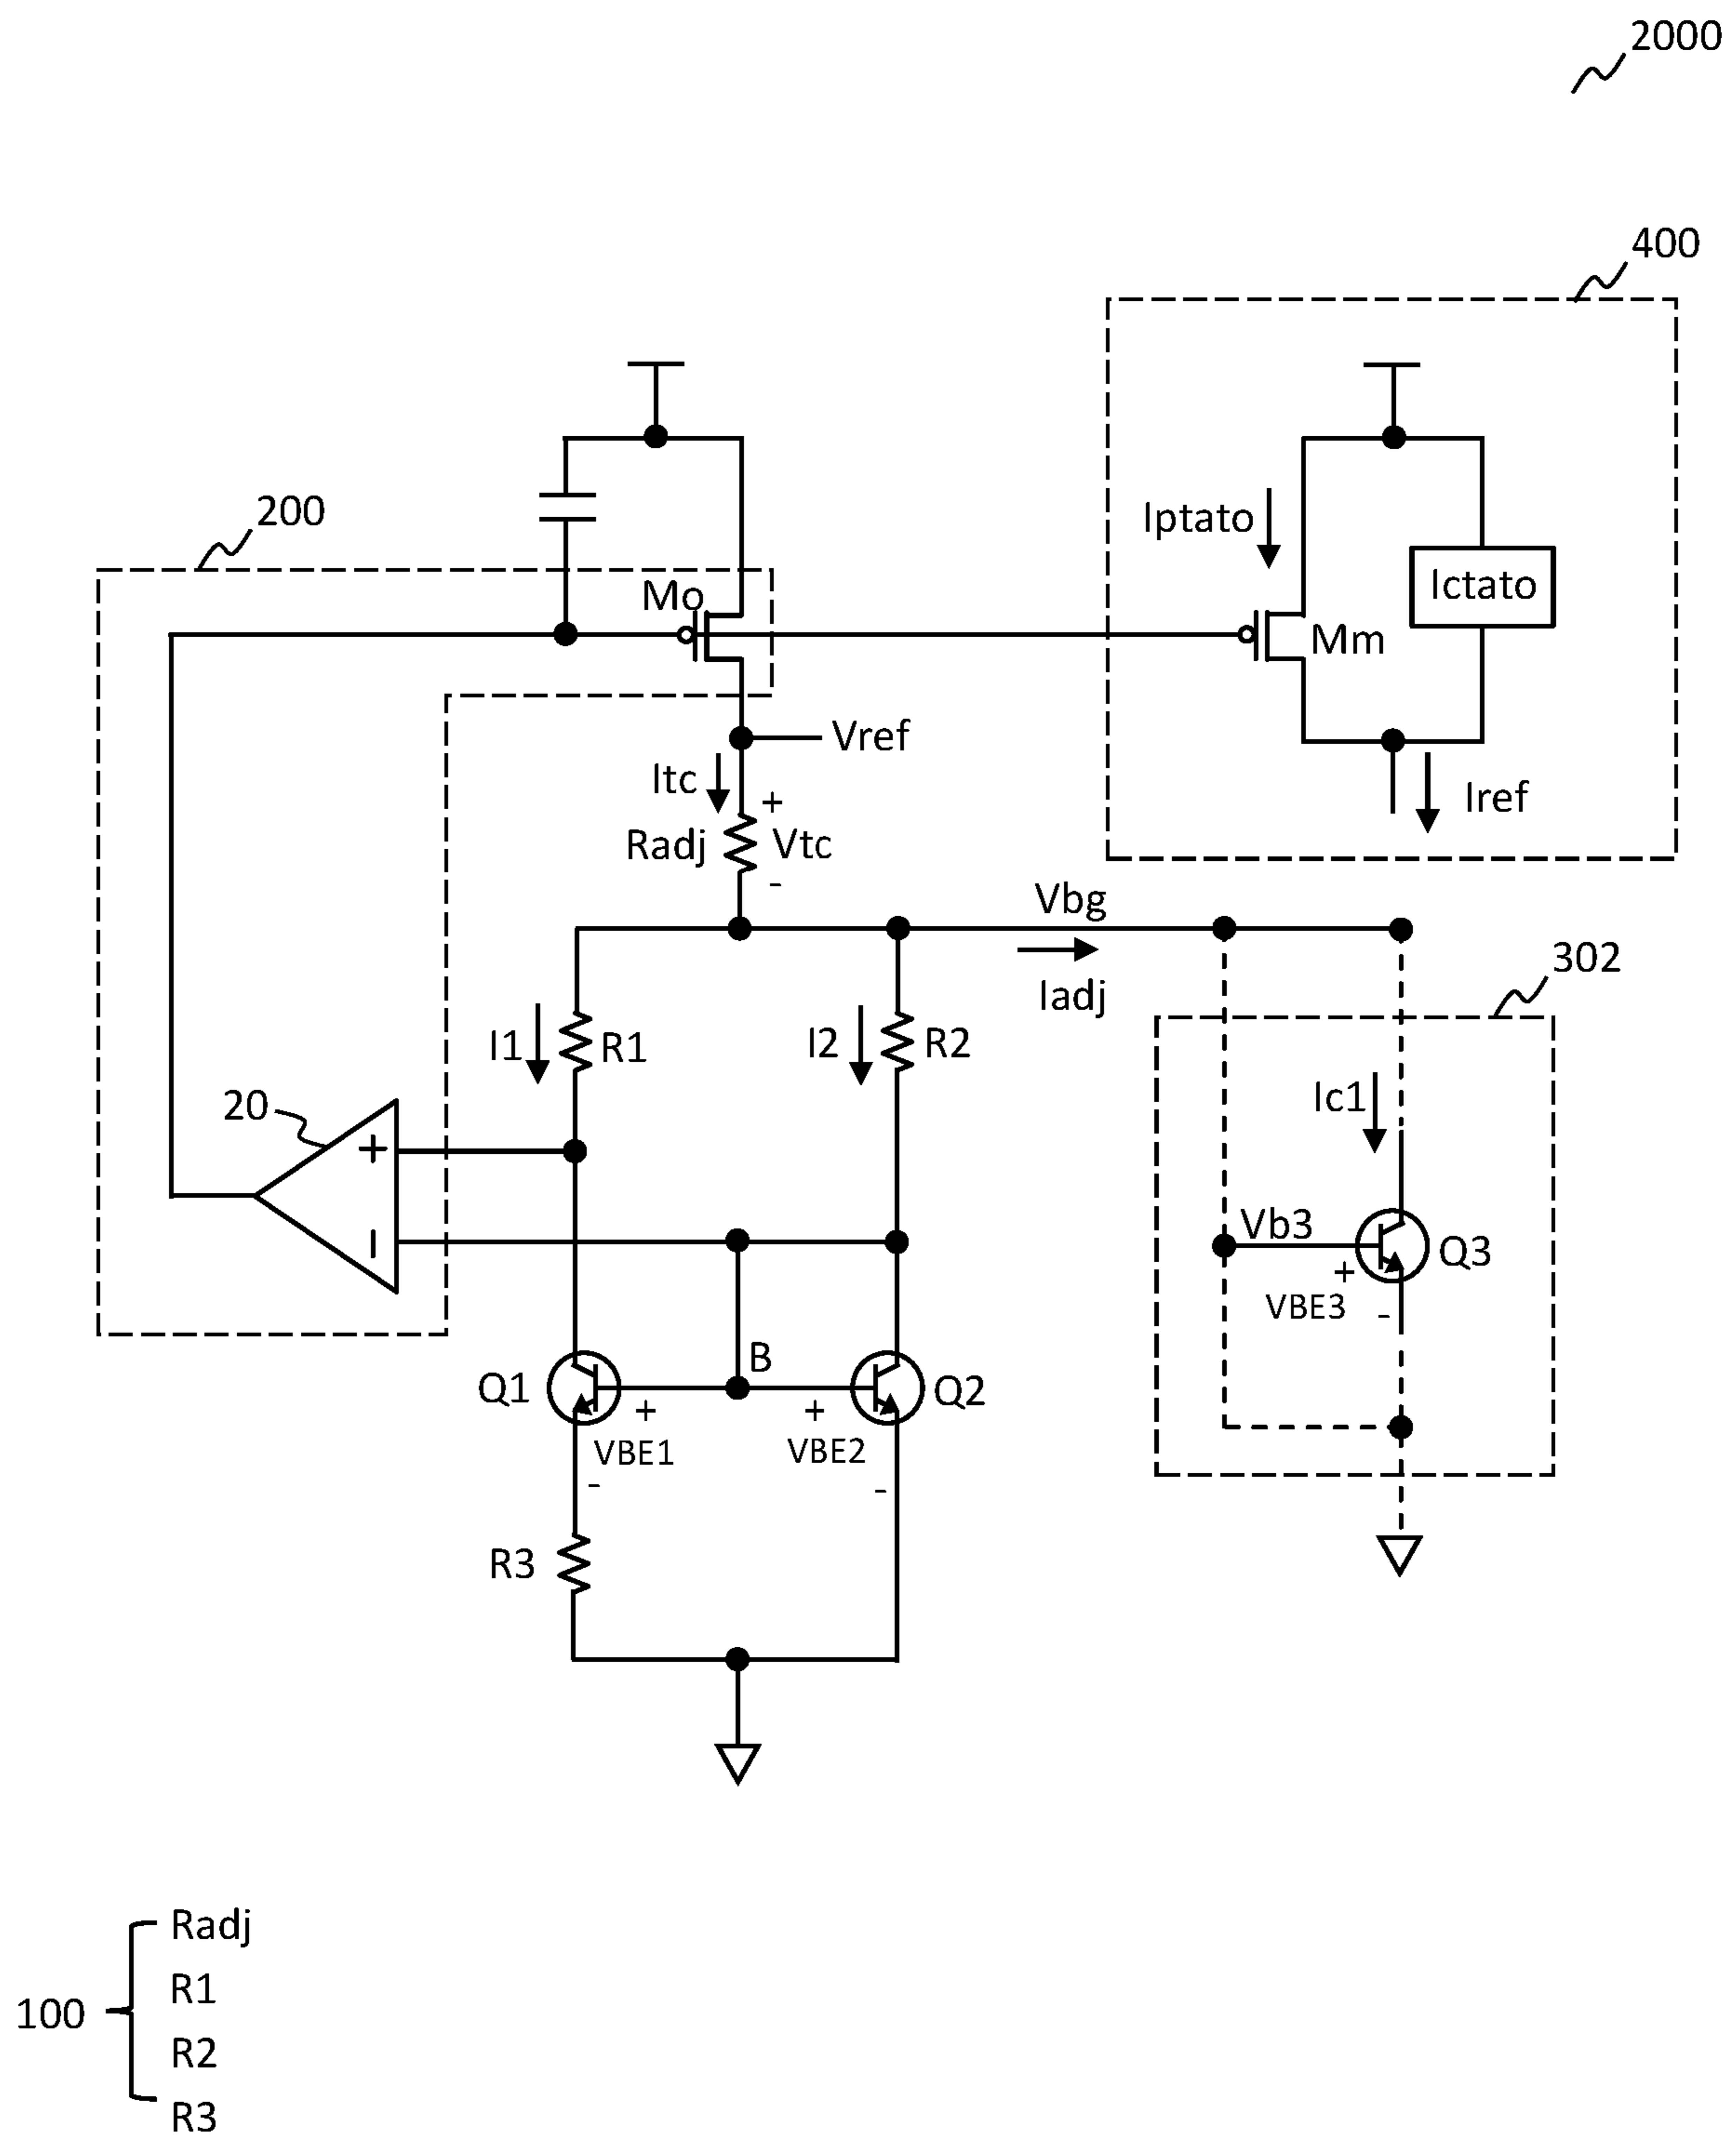 2000
400
200
Iptato
Ictato
Mo
Mm
Vref
Itc
+
Radj
Vtc
-
Iref
Vbg
Iadj
302
I1
R1
I2
R2
Ic1
20
+
-
Vb3
Q3
+
VBE3
-
B
Q1
Q2
+
+
VBE1
VBE2
-
-
R3
Radj
R1
100
R2
R3